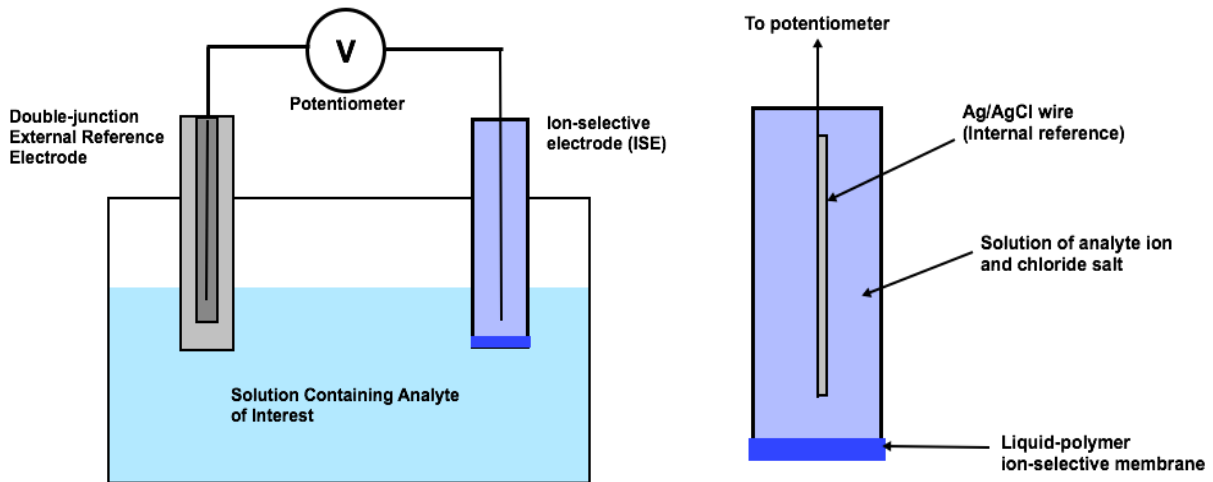 V
Potentiometer
Double-junction
External Reference
Electrode
Ion-selective
electrode (ISE)
Solution Containing Analyte
of Interest
To potentiometer
Ag/AgCl wire
(Internal reference)
Solution of analyte ion
and chloride salt
Liquid-polymer
ion-selective membrane